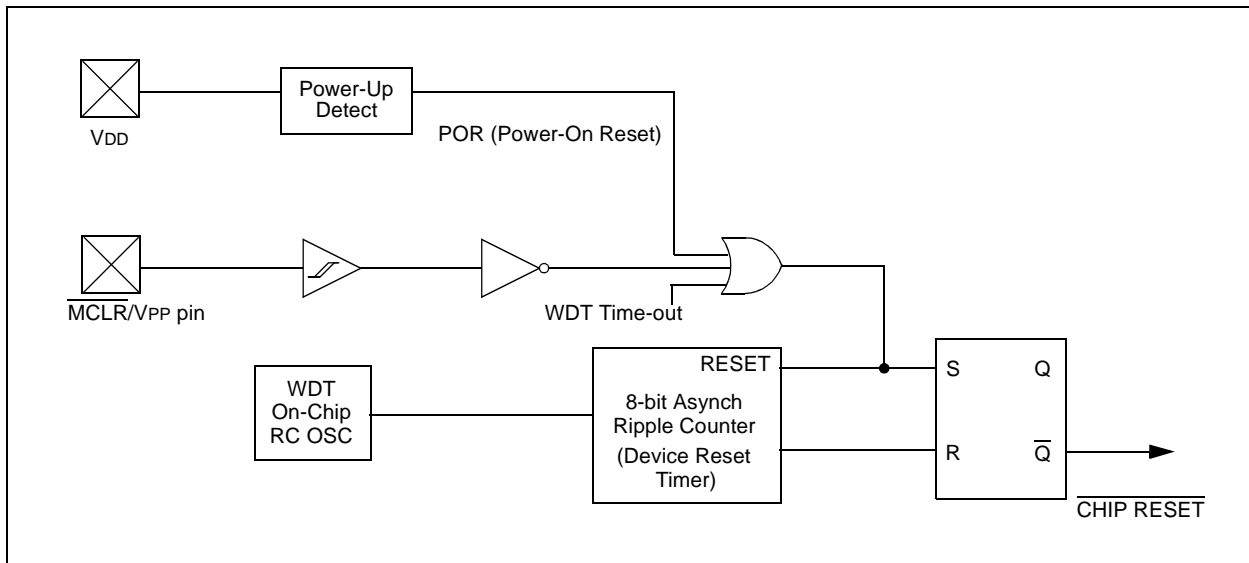 Power-Up
Detect
VDD
POR (Power-On Reset)
MCLR/VPP pin
WDT Time-out
WDT
On-Chip
RC OSC
RESET
8-bit Asynch
Ripple Counter
(Device Reset
Timer)
S
Q
R
Q
CHIP RESET